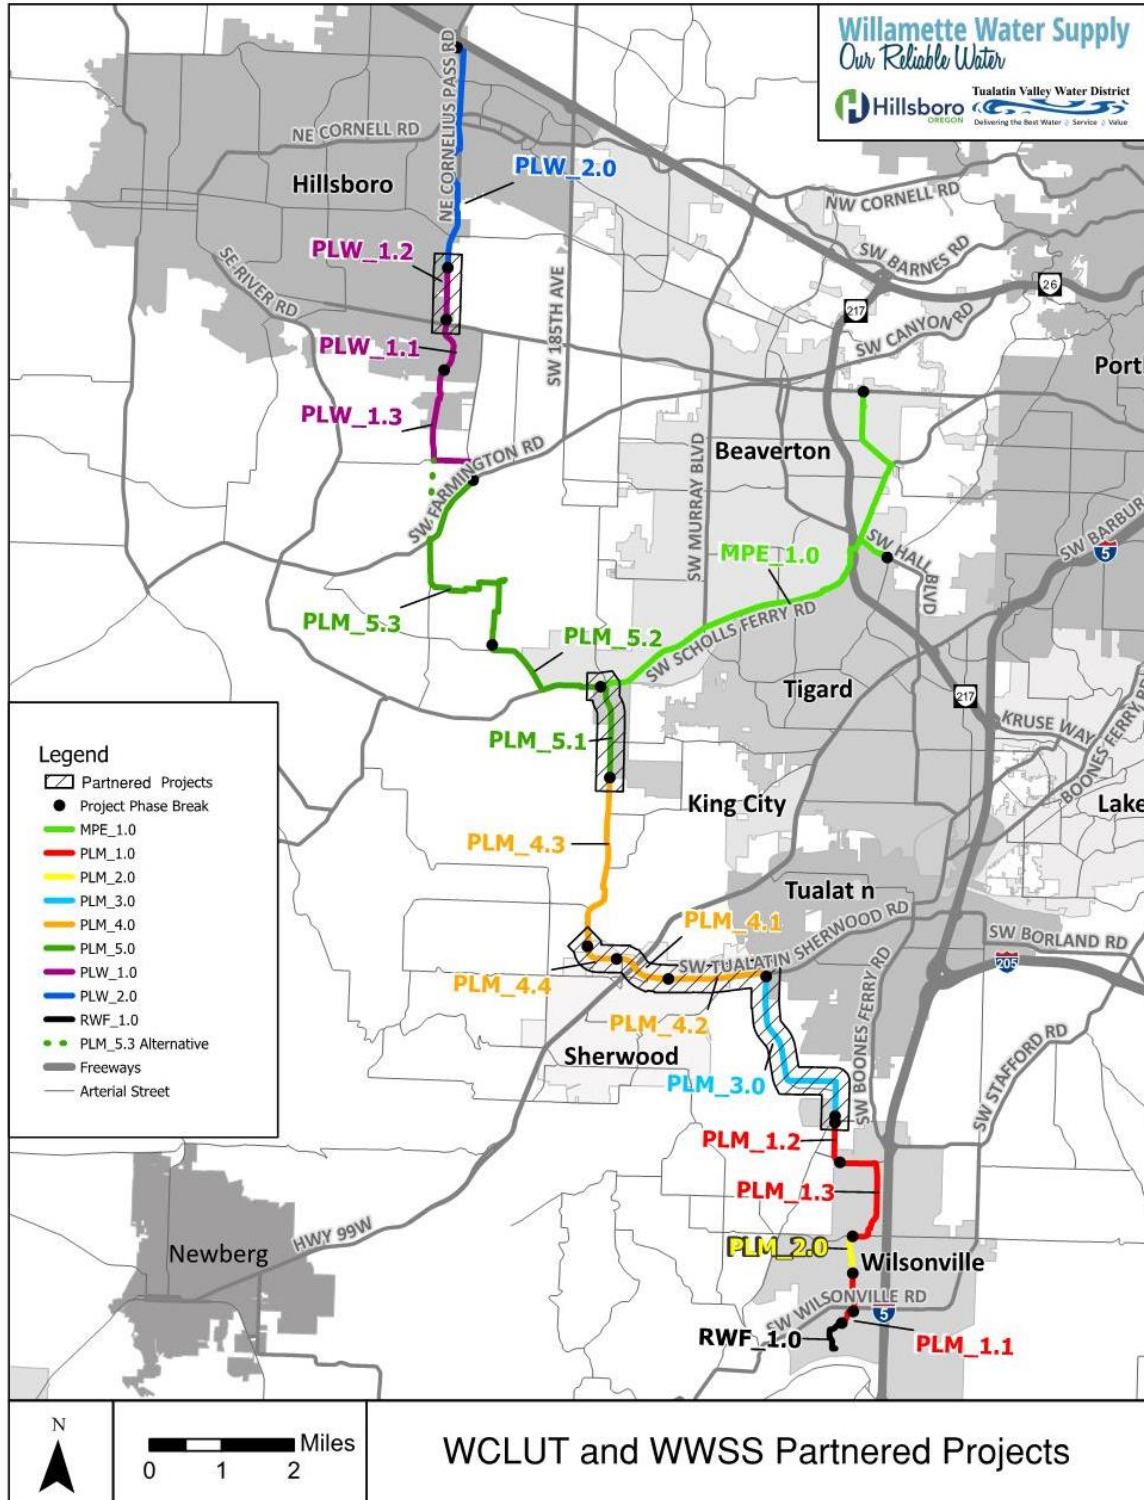 Willamette Water Supply
Our Reliable Water
Hillsboro
OREGON
Tualatin Valley Water District
Delivering the Best Water Service Value
NE CORNELIUS PASS RD
NE CORNELL RD
Hillsboro
PLW_2.0
NW CORNELL RD
SW BARNES RD
PLW_1.2
SE RIVER RD
SW 185TH AVE
26
217
SW CANYON RD
PLW_1.1
Portl
PLW_1.3
Beaverton
SW FARMINGTON RD
SW MURRAY BLVD
SW BARBUR
5
SW HALL BLVD
MPE_1.0
PLM_5.3
PLM_5.2
SW SCHOLLS FERRY RD
Tigard
217
KRUSE WAY
BOONES FERRY RD
PLM_5.1
King City
Lake
PLM_4.3
Tualat n
PLM_4.1
SW TUALATIN SHERWOOD RD
SW BORLAND RD
205
PLM_4.4
SW BOONES FERRY RD
PLM_4.2
Sherwood
SW STAFFORD RD
PLM_3.0
PLM_1.2
PLM_1.3
PLM_2.0
Wilsonville
Newberg
HWY 99W
SW WILSONVILLE RD
5
RWF_1.0
PLM_1.1
Legend
Partnered Projects
Project Phase Break
MPE_1.0
PLM_1.0
PLM_2.0
PLM_3.0
PLM_4.0
PLM_5.0
PLW_1.0
PLW_2.0
RWF_1.0
PLM_5.3 Alternative
Freeways
Arterial Street
N
Miles
0 1 2
WCLUT and WWSS Partnered Projects